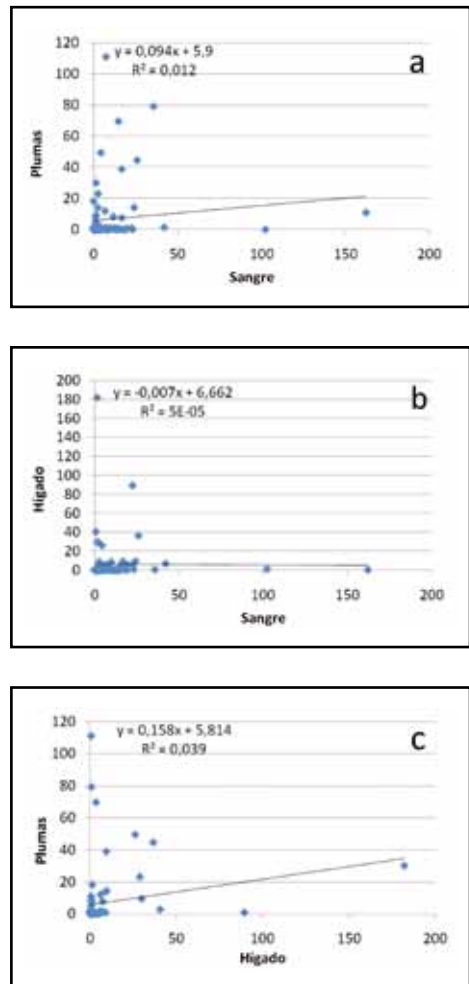 y = 0,094x + 5,9
R² = 0,012
a
120
100
80
60
40
20
0
Plumas
0 50 100 150 200
Sangre
y = -0,007x + 6,662
R² = 5E-05
b
200
180
160
140
120
100
80
60
40
20
0
Hígado
0 50 100 150 200
Sangre
y = 0,158x + 5,814
R² = 0,039
c
120
100
80
60
40
20
0
Plumas
0 50 100 150 200
Hígado